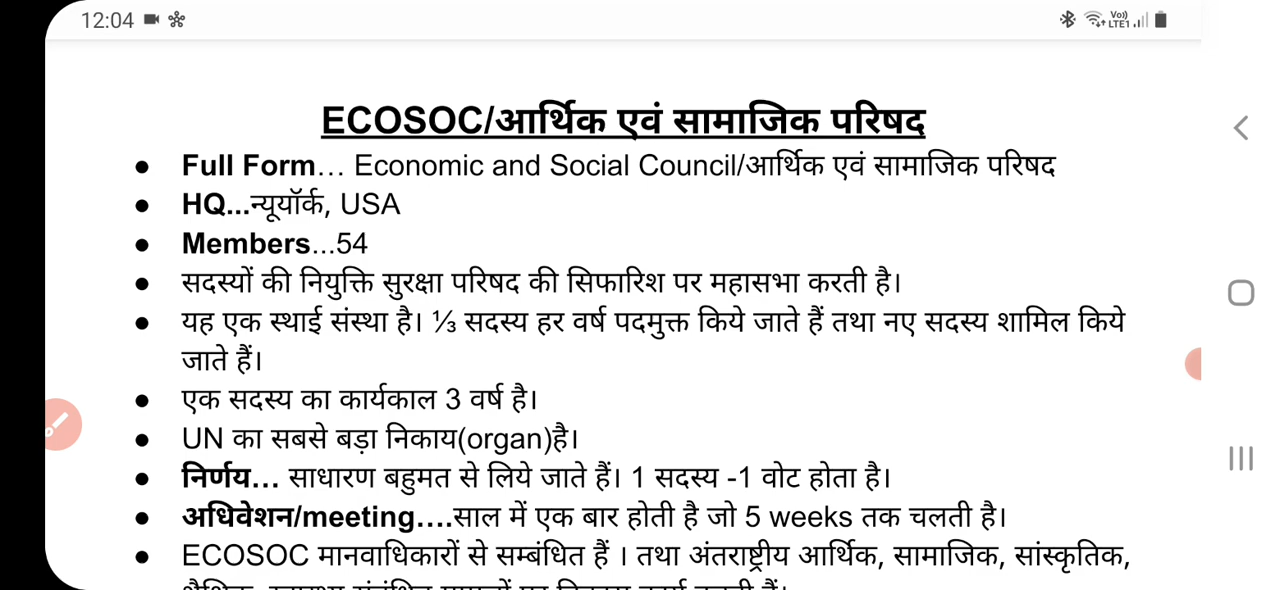 12:04
Vo)) LTE1
ECOSOC/आर्थिक एवं सामाजिक परिषद
● Full Form… Economic and Social Council/आर्थिक एवं सामाजिक परिषद
● HQ...न्यूयॉर्क, USA
● Members...54
● सदस्यों की नियुक्ति सुरक्षा परिषद की सिफारिश पर महासभा करती है।
● यह एक स्थाई संस्था है। ⅓ सदस्य हर वर्ष पदमुक्त किये जाते हैं तथा नए सदस्य शामिल किये
जाते हैं।
● एक सदस्य का कार्यकाल 3 वर्ष है।
● UN का सबसे बड़ा निकाय(organ)है।
● निर्णय… साधारण बहुमत से लिये जाते हैं। 1 सदस्य -1 वोट होता है।
● अधिवेशन/meeting….साल में एक बार होती है जो 5 weeks तक चलती है।
● ECOSOC मानवाधिकारों से सम्बंधित हैं । तथा अंतराष्ट्रीय आर्थिक, सामाजिक, सांस्कृतिक,